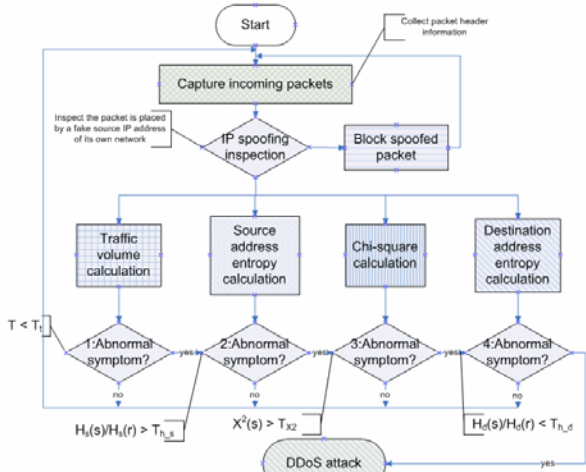 Start
Collect packet header
information
Capture incoming packets
Inspect the packet is placed
by a fake source IP address
of its own network
IP spoofing
inspection
Block spoofed
packet
Traffic
volume
calculation
Source
address
entropy
calculation
Chi-square
calculation
Destination
address
entropy
calculation
T < Tt
1:Abnormal
symptom?
yes
2:Abnormal
symptom?
yes
3:Abnormal
symptom?
yes
4:Abnormal
symptom?
no
no
no
no
Hs(s)/Hs(r) > Th_s
X2(s) > TX2
Hd(s)/Hd(r) < Th_d
yes
DDoS attack